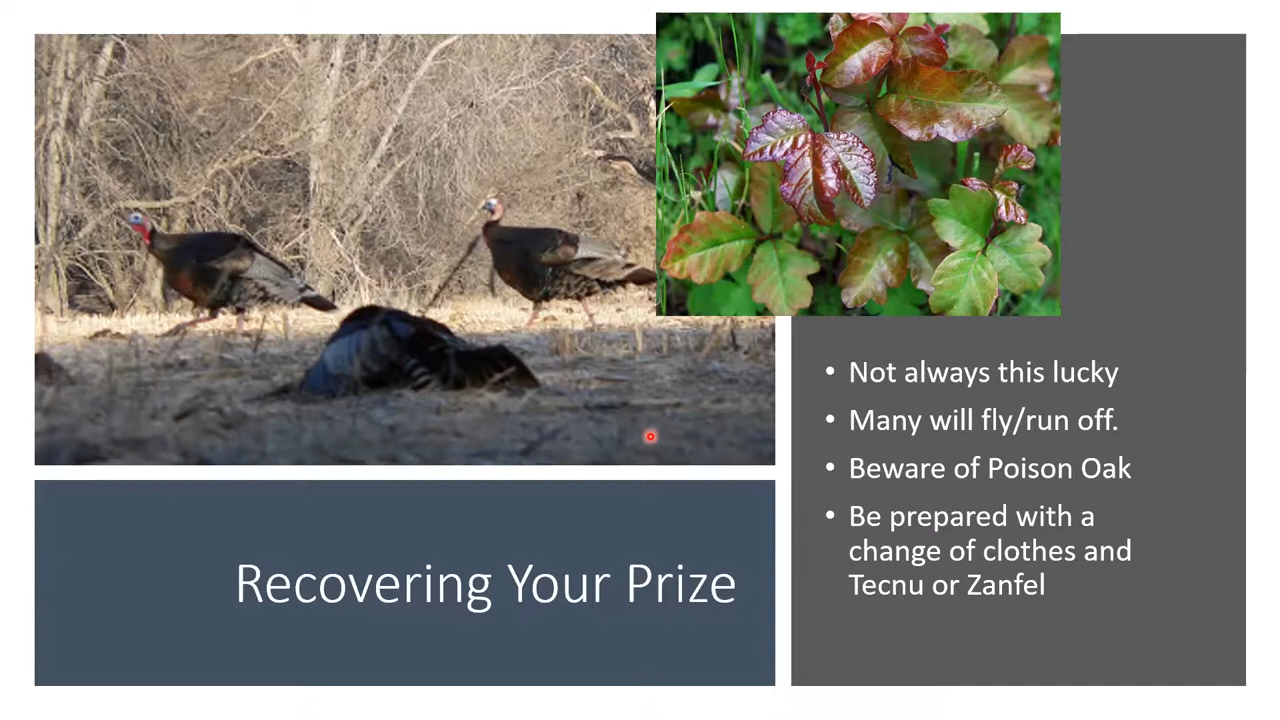 • Not always this lucky
• Many will fly/run off.
• Beware of Poison Oak
• Be prepared with a
change of clothes and
Tecnu or Zanfel
Recovering Your Prize